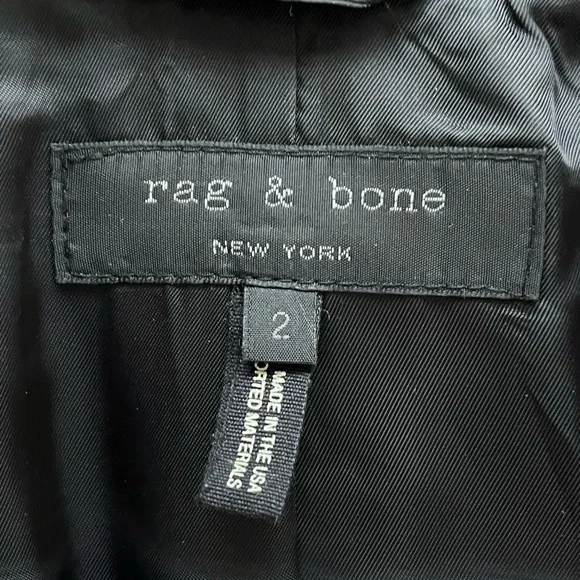 rag & bone
NEW YORK
2
MADE IN THE USA
MATERIALS